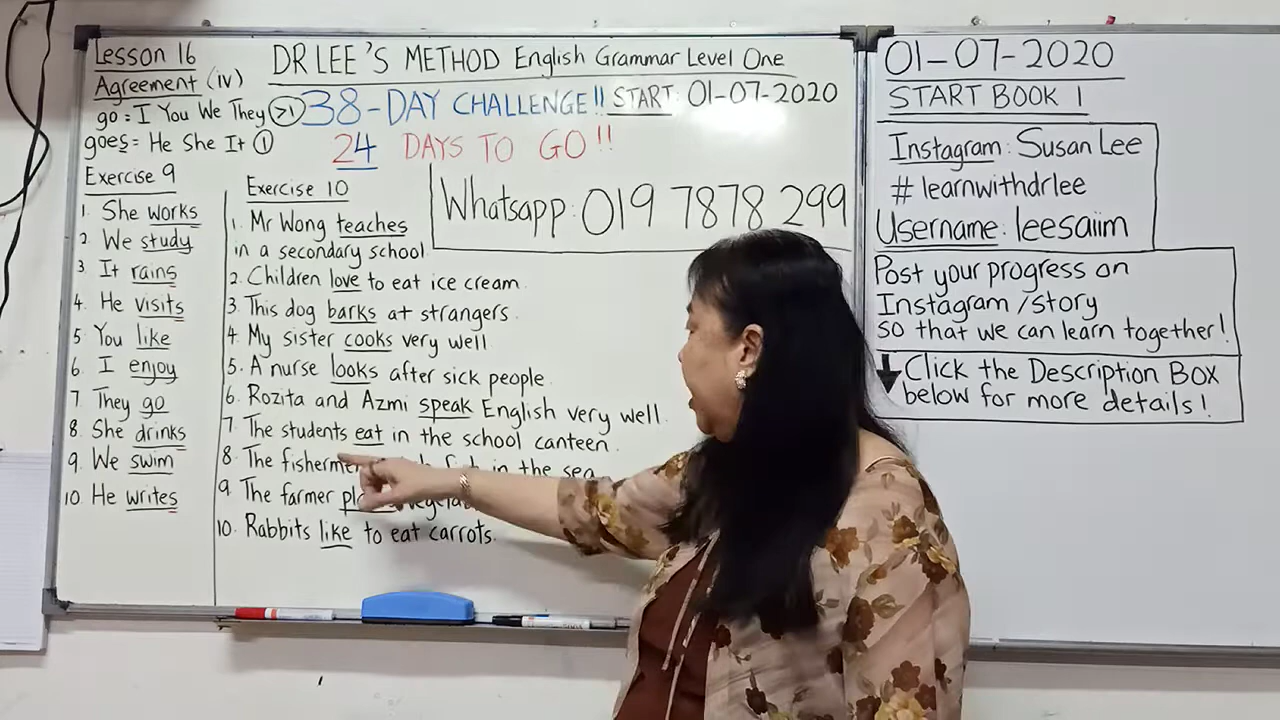 Lesson 16
Agreement (iv)
go = I You We They >1
goes = He She It 1
DR LEE'S METHOD English Grammar Level One
38-DAY CHALLENGE!! START: 01-07-2020
24 DAYS TO GO!!
Whatsapp: 019 7878 299
Exercise 9
1. She works
2. We study
3. It rains
4. He visits
5. You like
6. I enjoy
7. They go
8. She drinks
9. We swim
10. He writes
Exercise 10
1. Mr Wong teaches
in a secondary school
2. Children love to eat ice cream.
3. This dog barks at strangers.
4. My sister cooks very well.
5. A nurse looks after sick people.
6. Rozita and Azmi speak English very well.
7. The students eat in the school canteen.
8. The in the sea
9. The farmer
10. Rabbits like to eat carrots.
01-07-2020
START BOOK 1
Instagram: Susan Lee
# learnwithdrlee
Username: leesaiim
Post your progress on
Instagram/story
so that we can learn together!
Click the Description Box
below for more details!